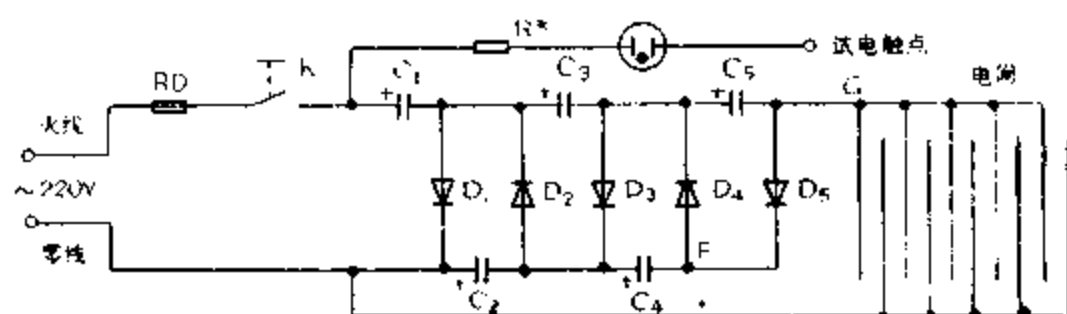 R*
试电触点
C₁
C₃
C₅
电网
RD
K
G
火线
~220V
D₁
D₂
D₃
D₄
D₅
零线
F
C₂
C₄